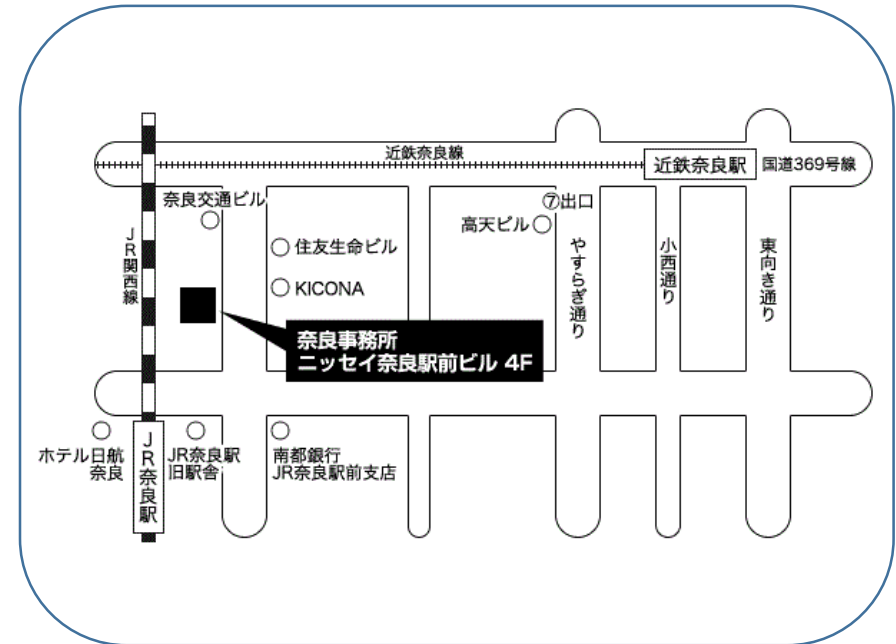 近鉄奈良線
近鉄奈良駅
国道369号線
奈良交通ビル
⑦出口
高天ビル
JR関西線
住友生命ビル
KICONA
やすらぎ通り
小西通り
東向き通り
奈良事務所
ニッセイ奈良駅前ビル 4F
ホテル日航
奈良
JR奈良駅
JR奈良駅
旧駅舎
南都銀行
JR奈良駅前支店